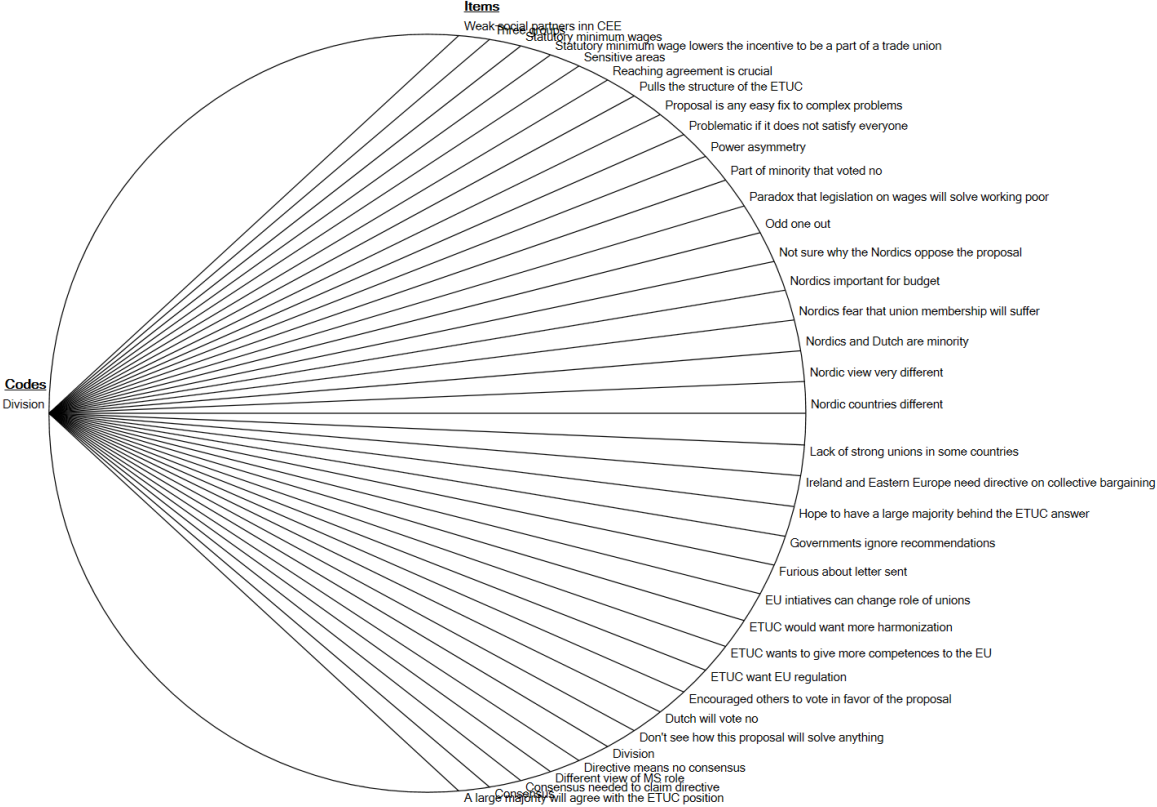 Items
Weak social partners inn CEE
Three groups
Statutory minimum wages
Statutory minimum wage lowers the incentive to be a part of a trade union
Sensitive areas
Reaching agreement is crucial
Pulls the structure of the ETUC
Proposal is any easy fix to complex problems
Problematic if it does not satisfy everyone
Power asymmetry
Part of minority that voted no
Paradox that legislation on wages will solve working poor
Odd one out
Not sure why the Nordics oppose the proposal
Nordics important for budget
Nordics fear that union membership will suffer
Nordics and Dutch are minority
Nordic view very different
Codes
Division
Nordic countries different
Lack of strong unions in some countries
Ireland and Eastern Europe need directive on collective bargaining
Hope to have a large majority behind the ETUC answer
Governments ignore recommendations
Furious about letter sent
EU intiatives can change role of unions
ETUC would want more harmonization
ETUC wants to give more competences to the EU
ETUC want EU regulation
Encouraged others to vote in favor of the proposal
Dutch will vote no
Don't see how this proposal will solve anything
Division
Directive means no consensus
Different view of MS role
Consensus needed to claim directive
Consensus
A large majority will agree with the ETUC position